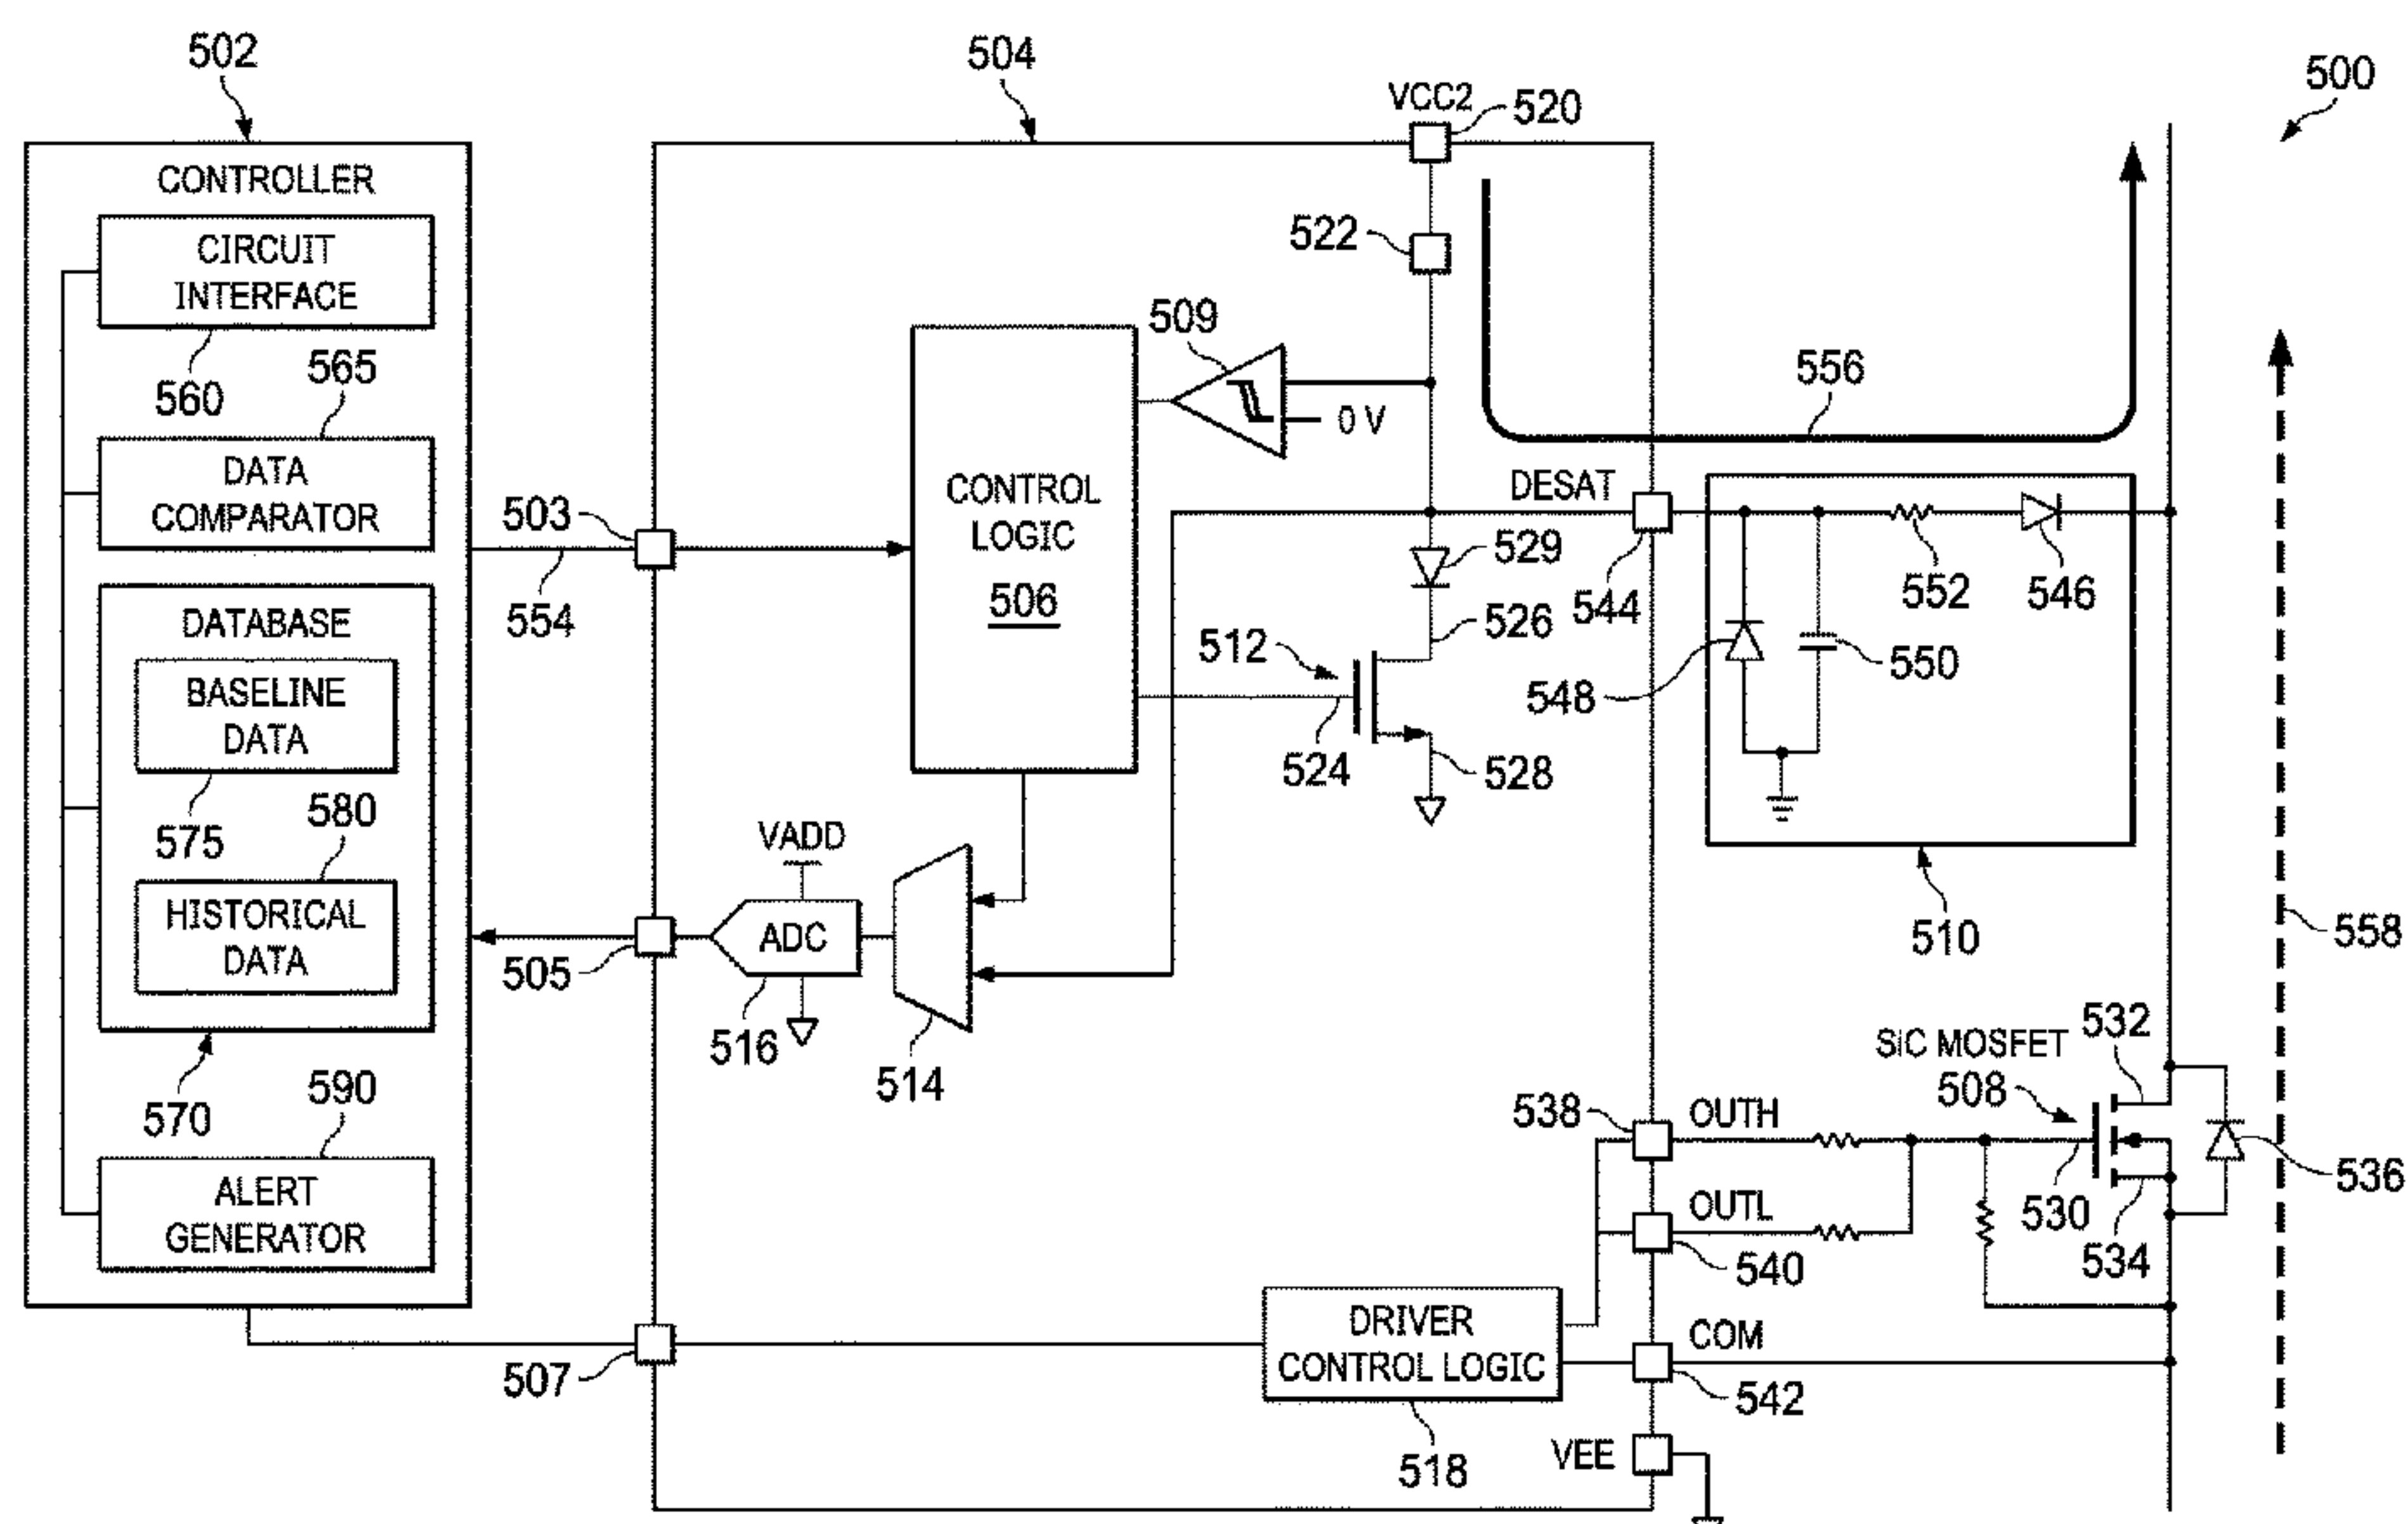 502
504
500
VCC2
520
CONTROLLER
CIRCUIT
INTERFACE
522
509
565
560
0 V
556
DATA
COMPARATOR
503
CONTROL
LOGIC
506
DESAT
529
554
544
552
546
DATABASE
526
512
550
BASELINE
DATA
548
524
528
575
580
VADD
HISTORICAL
DATA
ADC
505
510
558
516
514
SiC MOSFET
532
508
590
570
538
OUTH
536
ALERT
GENERATOR
OUTL
530
534
540
DRIVER
CONTROL LOGIC
COM
507
542
518
VEE